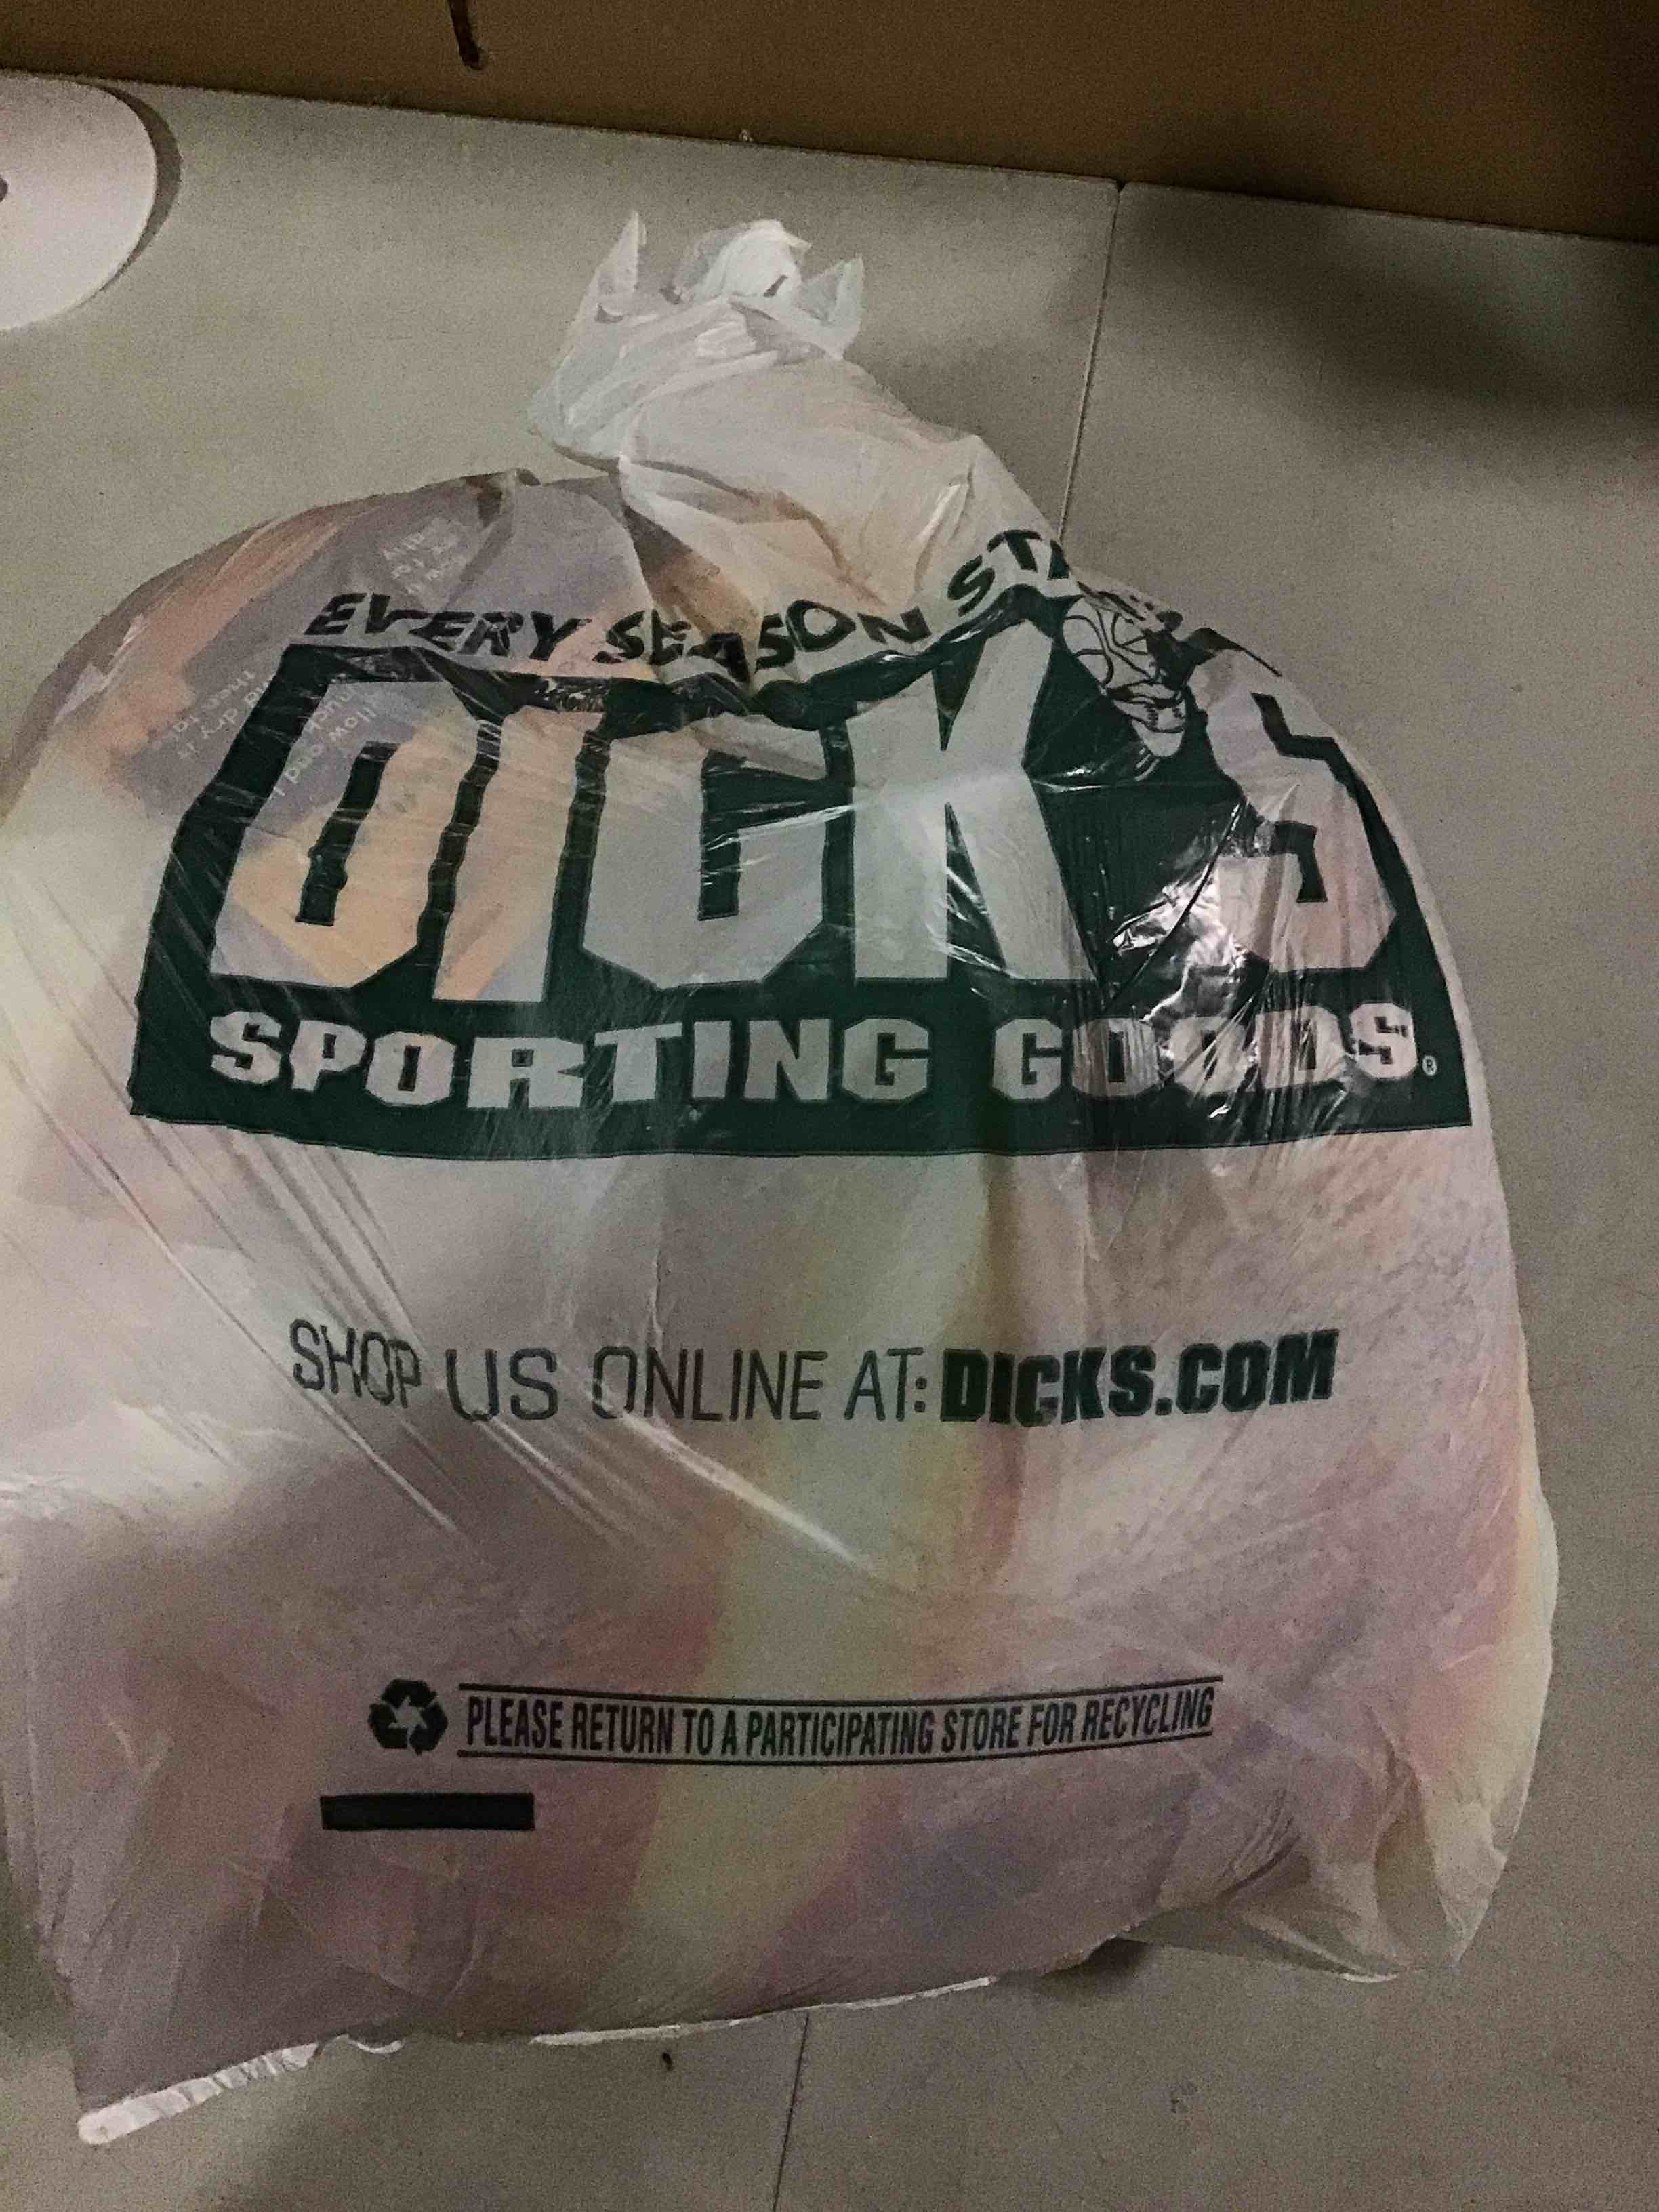 EVERY SEASON
DICK'S
SPORTING GOODS®
SHOP US ONLINE AT: DICKS.COM
PLEASE RETURN TO A PARTICIPATING STORE FOR RECYCLING